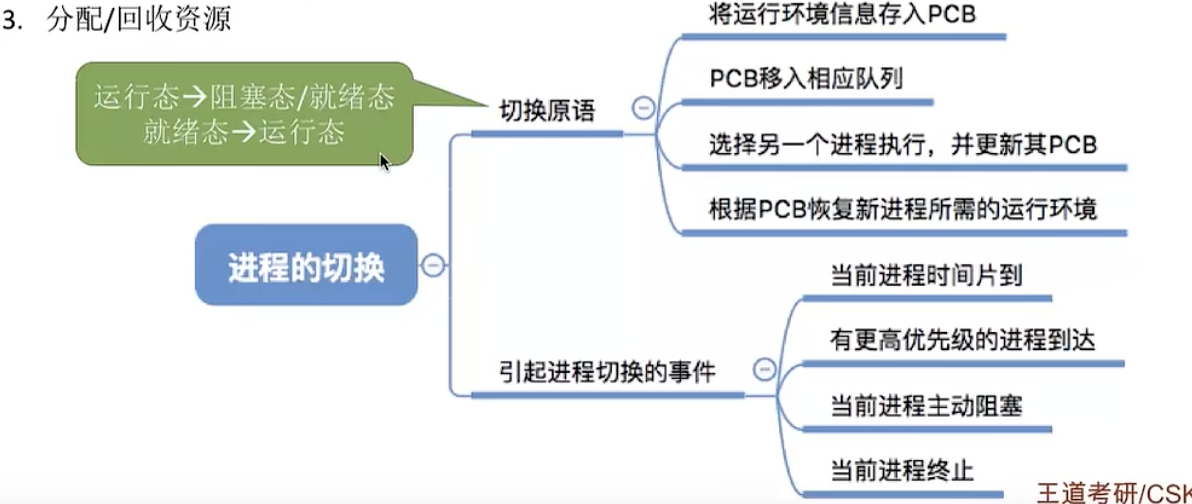 3. 分配/回收资源
运行态→阻塞态/就绪态
就绪态→运行态
切换原语
将运行环境信息存入PCB
PCB移入相应队列
选择另一个进程执行，并更新其PCB
根据PCB恢复新进程所需的运行环境
进程的切换
引起进程切换的事件
当前进程时间片到
有更高优先级的进程到达
当前进程主动阻塞
当前进程终止
王道考研/CSK